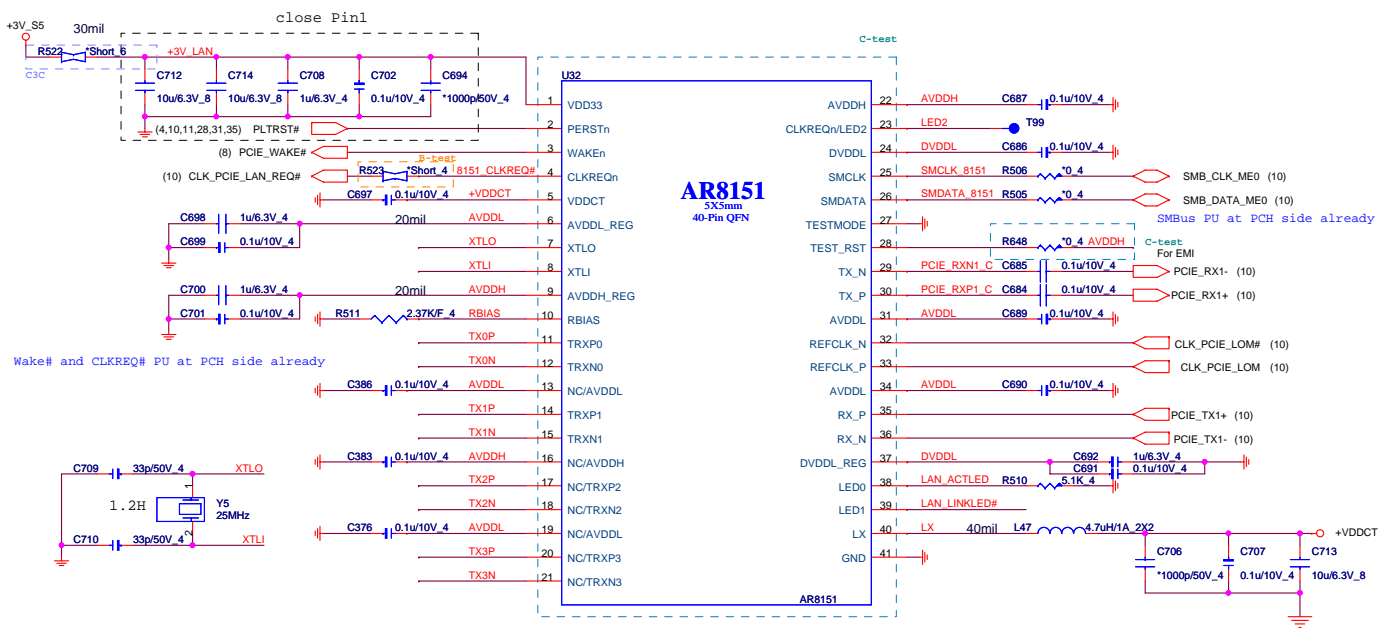 close Pin1
+3V_S5
30mil
R522
*Short_6
+3V_LAN
C3C
C712
10u/6.3V_8
C714
10u/6.3V_8
C708
1u/6.3V_4
C702
0.1u/10V_4
C694
*1000p/50V_4
(4,10,11,28,31,35) PLTRST#
(8) PCIE_WAKE#
B-test
(10) CLK_PCIE_LAN_REQ#
R523
*Short_4
8151_CLKREQ#
C697
0.1u/10V_4
+VDDCT
C698
1u/6.3V_4
20mil
AVDDL
C699
0.1u/10V_4
XTLO
XTLI
C700
1u/6.3V_4
20mil
AVDDH
C701
0.1u/10V_4
R511
2.37K/F_4
RBIAS
TX0P
Wake# and CLKREQ# PU at PCH side already
TX0N
C386
0.1u/10V_4
AVDDL
TX1P
TX1N
C383
0.1u/10V_4
AVDDH
TX2P
TX2N
C376
0.1u/10V_4
AVDDL
TX3P
TX3N
C709
33p/50V_4
XTLO
1
1.2H
Y5
25MHz
2
C710
33p/50V_4
XTLI
C-test
U32
AR8151
5X5mm
40-Pin QFN
1 VDD33
2 PERSTn
3 WAKEn
4 CLKREQn
5 VDDCT
6 AVDDL_REG
7 XTLO
8 XTLI
9 AVDDH_REG
10 RBIAS
11 TRXP0
12 TRXN0
13 NC/AVDDL
14 TRXP1
15 TRXN1
16 NC/AVDDH
17 NC/TRXP2
18 NC/TRXN2
19 NC/AVDDL
20 NC/TRXP3
21 NC/TRXN3
AVDDH 22
CLKREQn/LED2 23
DVDDL 24
SMCLK 25
SMDATA 26
TESTMODE 27
TEST_RST 28
TX_N 29
TX_P 30
AVDDL 31
REFCLK_N 32
REFCLK_P 33
AVDDL 34
RX_P 35
RX_N 36
DVDDL_REG 37
LED0 38
LED1 39
LX 40
GND 41
AR8151
AVDDH
C687
0.1u/10V_4
LED2
T99
DVDDL
C686
0.1u/10V_4
SMCLK_8151
R506
*0_4
SMB_CLK_ME0 (10)
SMDATA_8151
R505
*0_4
SMB_DATA_ME0 (10)
SMBus PU at PCH side already
R648
*0_4
AVDDH
C-test
For EMI
PCIE_RXN1_C
C685
0.1u/10V_4
PCIE_RX1- (10)
PCIE_RXP1_C
C684
0.1u/10V_4
PCIE_RX1+ (10)
AVDDL
C689
0.1u/10V_4
CLK_PCIE_LOM# (10)
CLK_PCIE_LOM (10)
AVDDL
C690
0.1u/10V_4
PCIE_TX1+ (10)
PCIE_TX1- (10)
DVDDL
C692
1u/6.3V_4
C691
0.1u/10V_4
LAN_ACTLED
R510
5.1K_4
LAN_LINKLED#
LX
40mil
L47
4.7uH/1A_2X2
+VDDCT
C706
*1000p/50V_4
C707
0.1u/10V_4
C713
10u/6.3V_8